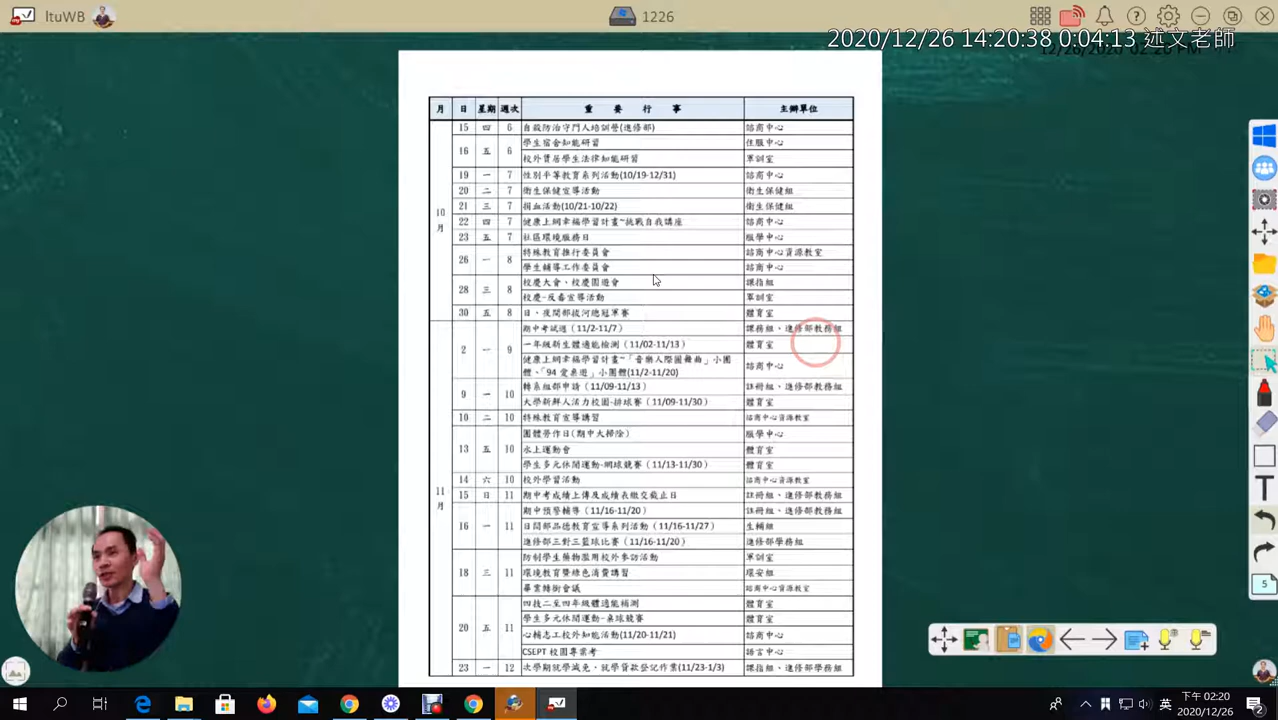 ltuWB
1226
2020/12/26 14:20:38 0:04:13 述文老師
月 日 星期 週次 重要行事 主辦單位
10月
15 四 6 自殺防治守門人培訓營(進修部) 諮商中心
16 五 6 學生宿舍知能研習 住服中心
校外賃居學生法律知能研習 軍訓室
19 一 7 性別平等教育系列活動(10/19-12/31) 諮商中心
20 二 7 衛生保健宣導活動 衛生保健組
21 三 7 捐血活動(10/21-10/22) 衛生保健組
22 四 7 健康上網幸福學習計畫~挑戰自我講座 諮商中心
23 五 7 社區環境服務日 服學中心
26 一 8 特殊教育推行委員會 諮商中心資源教室
學生輔導工作委員會 諮商中心
28 三 8 校慶大會、校慶園遊會 課指組
校慶-反毒宣導活動 軍訓室
30 五 8 日、夜間部拔河總冠軍賽 體育室
11月
2 一 9 期中考試週(11/2-11/7) 課務組、進修部教務組
一年級新生體適能檢測(11/02-11/13) 體育室
健康上網幸福學習計畫~「音樂人際圓舞曲」小團
體、「94愛桌遊」小團體(11/2-11/20) 諮商中心
9 一 10 轉系組部申請(11/09-11/13) 註冊組、進修部教務組
大學新鮮人活力校園-排球賽(11/09-11/30) 體育室
10 二 10 特殊教育宣導講習 諮商中心資源教室
13 五 10 團體勞作日(期中大掃除) 服學中心
水上運動會 體育室
學生多元休閒運動-網球競賽(11/13-11/30) 體育室
14 六 10 校外學習活動 諮商中心資源教室
15 日 11 期中考成績上傳及成績表繳交截止日 註冊組、進修部教務組
16 一 11 期中預警輔導(11/16-11/20) 註冊組、進修部教務組
日間部品德教育宣導系列活動(11/16-11/27) 生輔組
進修部三對三籃球比賽(11/16-11/20) 進修部學務組
18 三 11 防制學生藥物濫用校外參訪活動 軍訓室
環境教育暨綠色消費講習 環安組
畢業轉銜會議 諮商中心資源教室
20 五 11 四技二至四年級體適能補測 體育室
學生多元休閒運動-桌球競賽 體育室
心輔志工校外知能活動(11/20-11/21) 諮商中心
CSEPT校園專案考 語言中心
23 一 12 次學期就學減免、就學貸款登記作業(11/23-1/3) 課指組、進修部學務組
5
英
下午 02:20
2020/12/26
2